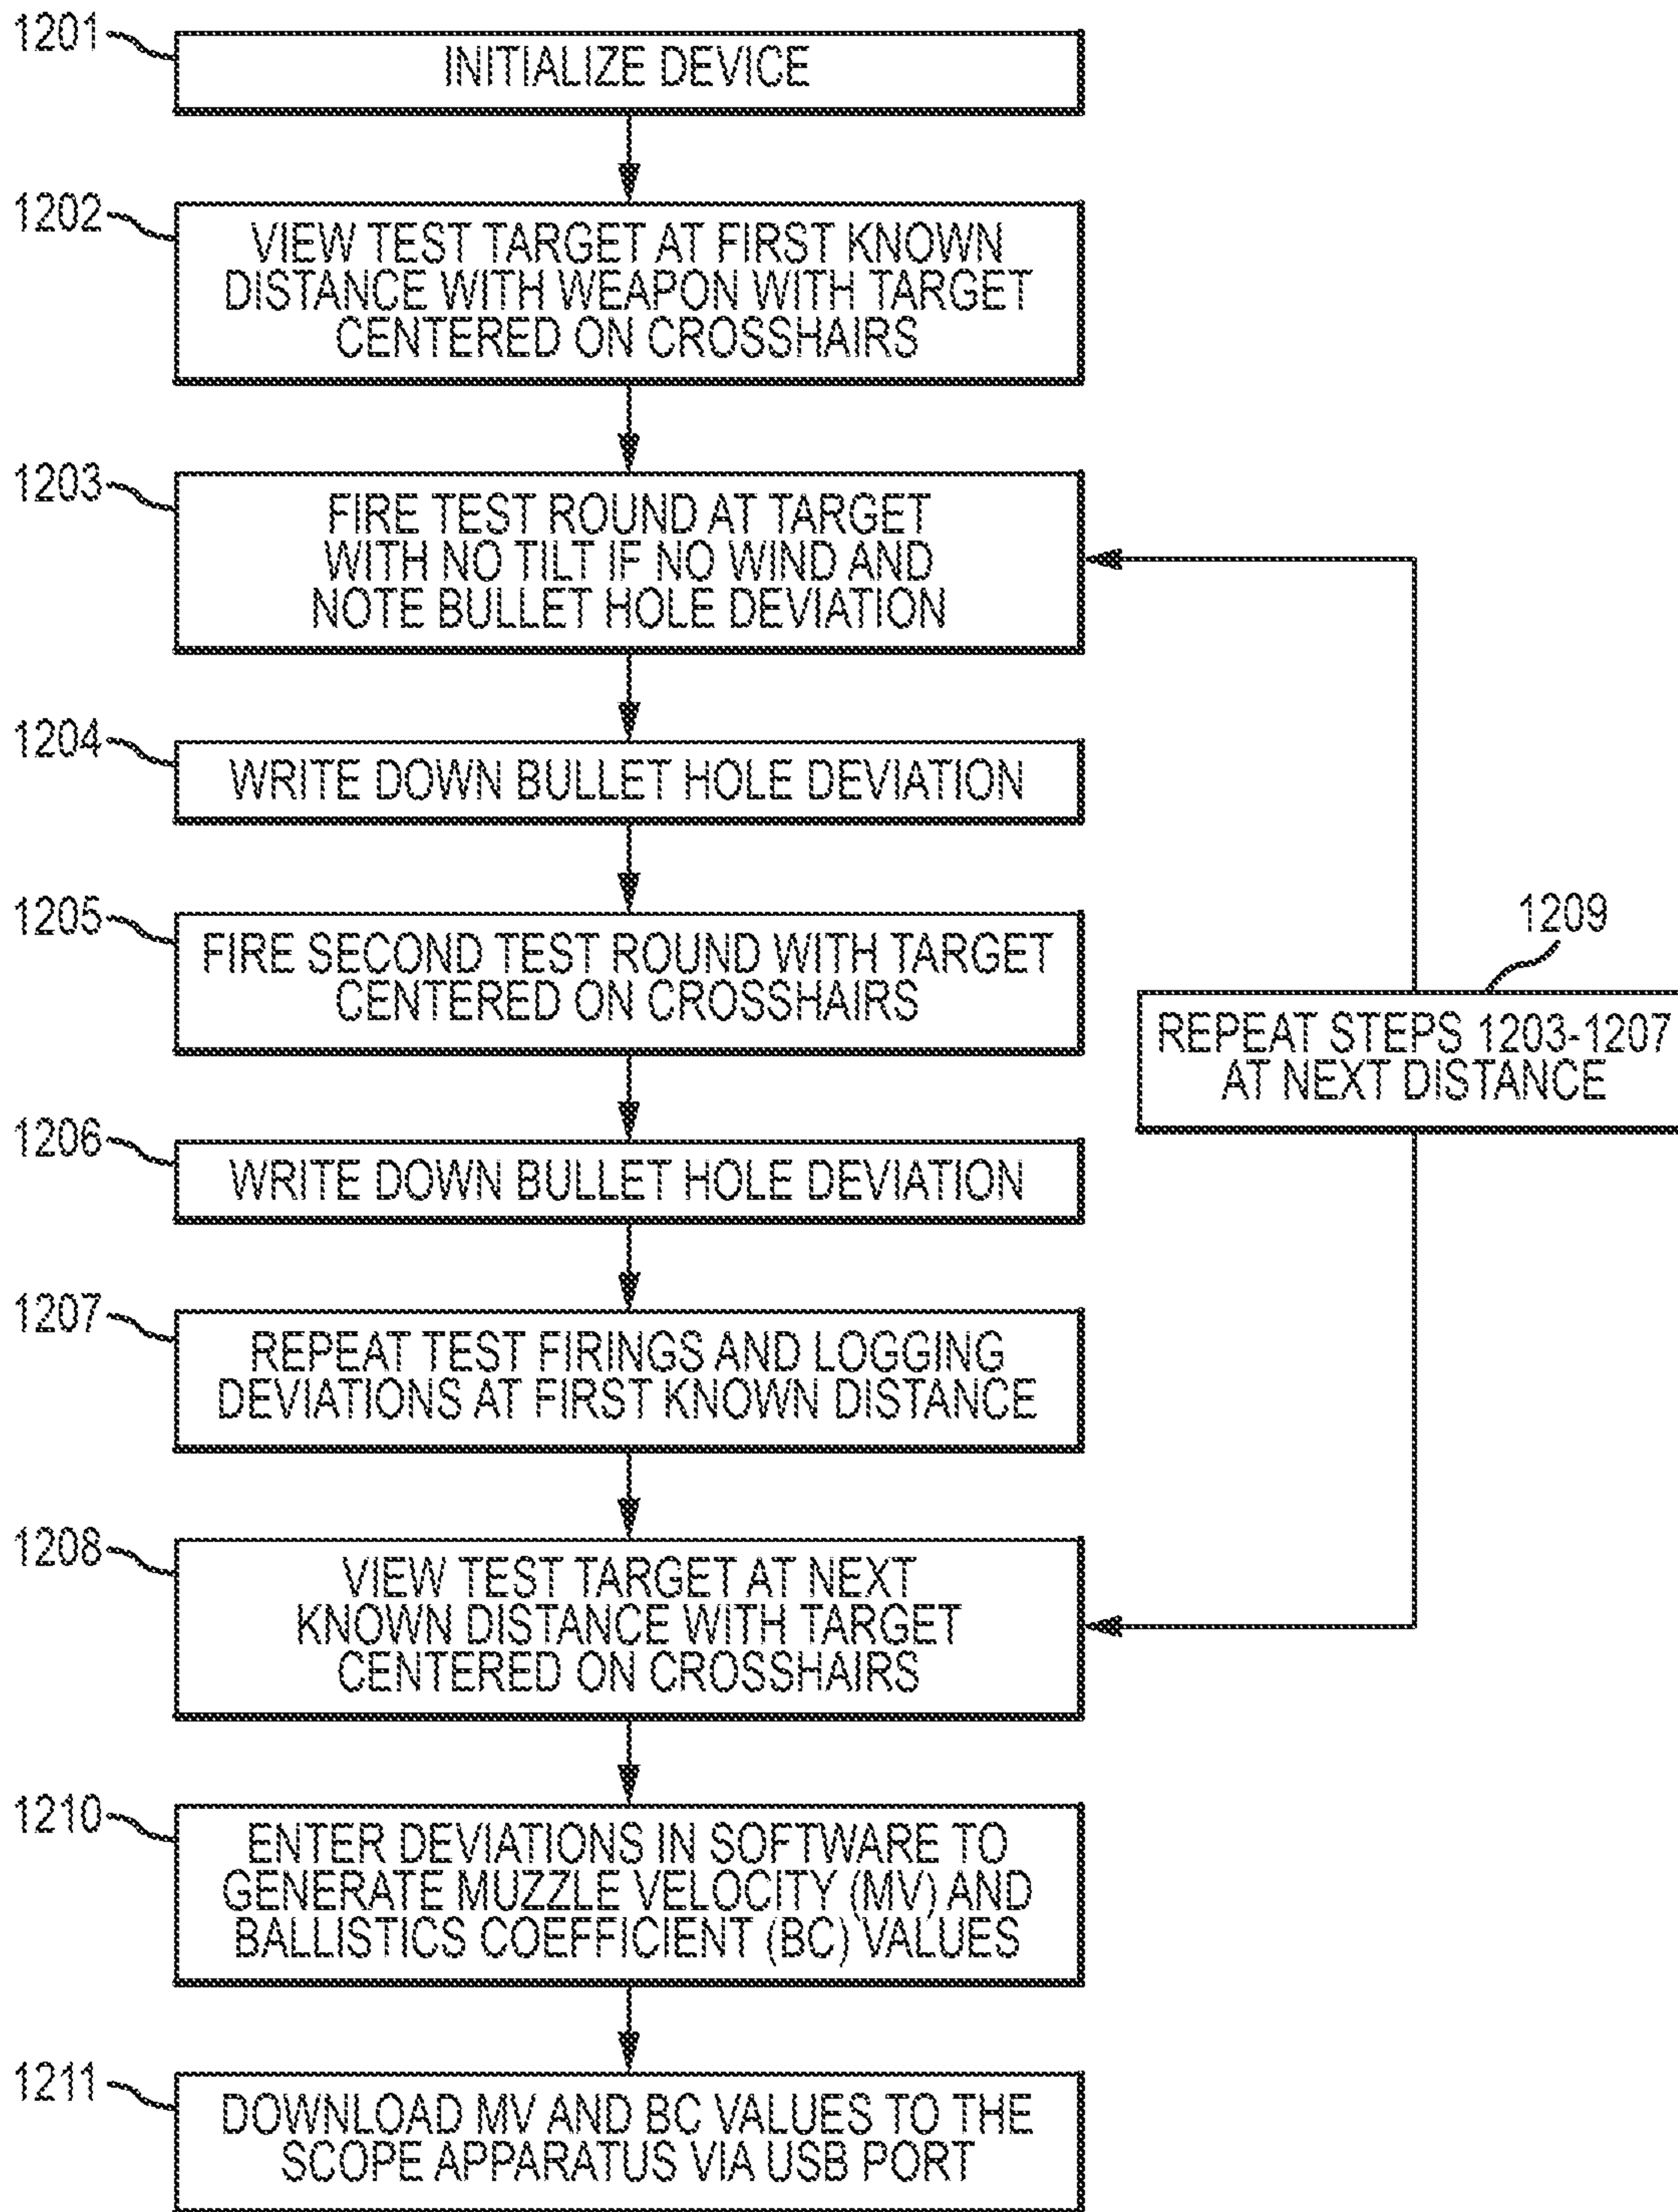 1201
INITIALIZE DEVICE
1202
VIEW TEST TARGET AT FIRST KNOWN
DISTANCE WITH WEAPON WITH TARGET
CENTERED ON CROSSHAIRS
1203
FIRE TEST ROUND AT TARGET
WITH NO TILT IF NO WIND AND
NOTE BULLET HOLE DEVIATION
1204
WRITE DOWN BULLET HOLE DEVIATION
1205
FIRE SECOND TEST ROUND WITH TARGET
CENTERED ON CROSSHAIRS
1209
REPEAT STEPS 1203-1207
AT NEXT DISTANCE
1206
WRITE DOWN BULLET HOLE DEVIATION
1207
REPEAT TEST FIRINGS AND LOGGING
DEVIATIONS AT FIRST KNOWN DISTANCE
1208
VIEW TEST TARGET AT NEXT
KNOWN DISTANCE WITH TARGET
CENTERED ON CROSSHAIRS
1210
ENTER DEVIATIONS IN SOFTWARE TO
GENERATE MUZZLE VELOCITY (MV) AND
BALLISTICS COEFFICIENT (BC) VALUES
1211
DOWNLOAD MV AND BC VALUES TO THE
SCOPE APPARATUS VIA USB PORT